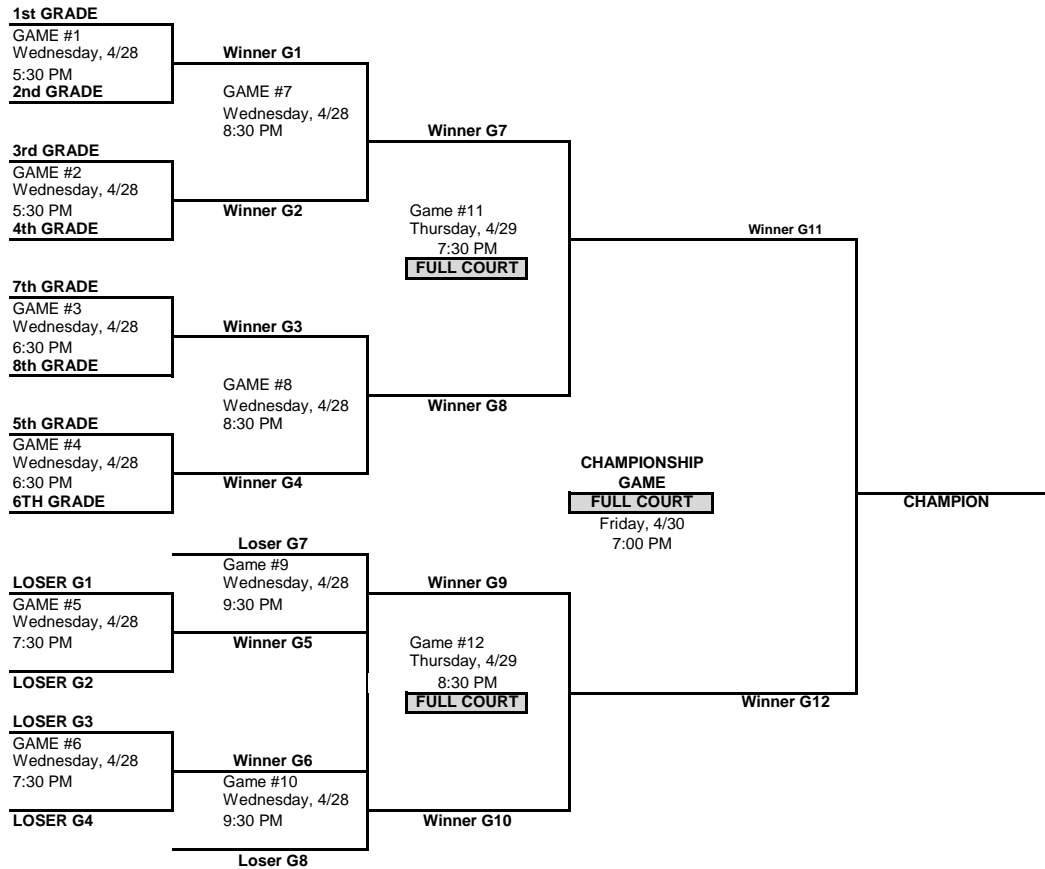 1st GRADE
GAME #1
Wednesday, 4/28
5:30 PM
2nd GRADE
Winner G1
GAME #7
Wednesday, 4/28
8:30 PM
Winner G2
3rd GRADE
GAME #2
Wednesday, 4/28
5:30 PM
4th GRADE
Winner G7
Game #11
Thursday, 4/29
7:30 PM
FULL COURT
Winner G8
7th GRADE
GAME #3
Wednesday, 4/28
6:30 PM
8th GRADE
Winner G3
GAME #8
Wednesday, 4/28
8:30 PM
Winner G4
5th GRADE
GAME #4
Wednesday, 4/28
6:30 PM
6TH GRADE
Winner G11
CHAMPIONSHIP
GAME
FULL COURT
Friday, 4/30
7:00 PM
CHAMPION
Winner G12
Loser G7
Game #9
Wednesday, 4/28
9:30 PM
Winner G5
LOSER G1
GAME #5
Wednesday, 4/28
7:30 PM
LOSER G2
Winner G9
Game #12
Thursday, 4/29
8:30 PM
FULL COURT
Winner G10
LOSER G3
GAME #6
Wednesday, 4/28
7:30 PM
LOSER G4
Winner G6
Game #10
Wednesday, 4/28
9:30 PM
Loser G8